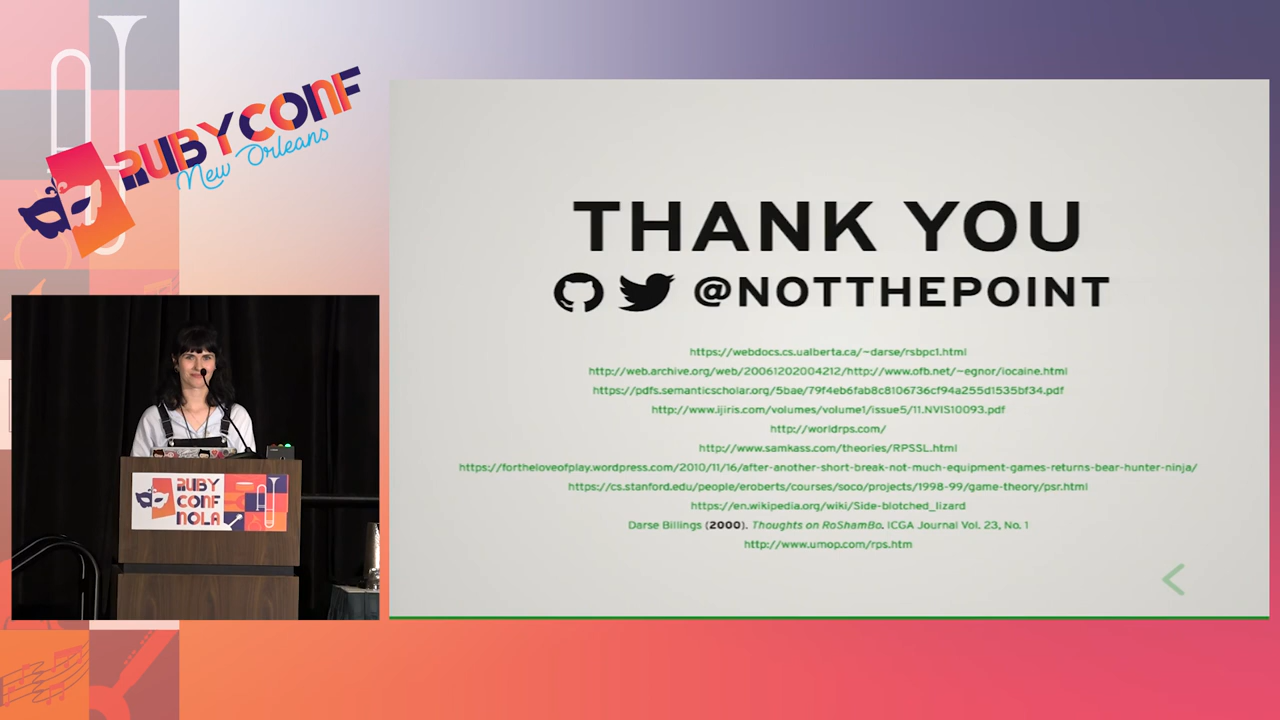 RUBYCONF
New Orleans
THANK YOU
@NOTTHEPOINT
https://webdocs.cs.ualberta.ca/~darse/rsbpc1.html
http://web.archive.org/web/20061202004212/http://www.ofb.net/~egnor/iocaine.html
https://pdfs.semanticscholar.org/5bae/79f4eb6fab8c8106736cf94a255d1535bf34.pdf
http://www.ijiris.com/volumes/volume1/issue5/11.NVIS10093.pdf
http://worldrps.com/
http://www.samkass.com/theories/RPSSL.html
https://fortheloveofplay.wordpress.com/2010/11/16/after-another-short-break-not-much-equipment-games-returns-bear-hunter-ninja/
https://cs.stanford.edu/people/eroberts/courses/soco/projects/1998-99/game-theory/psr.html
https://en.wikipedia.org/wiki/Side-blotched_lizard
Darse Billings (2000). Thoughts on RoShamBo. ICGA Journal Vol. 23, No. 1
http://www.umop.com/rps.htm
RUBY
CONF
NOLA